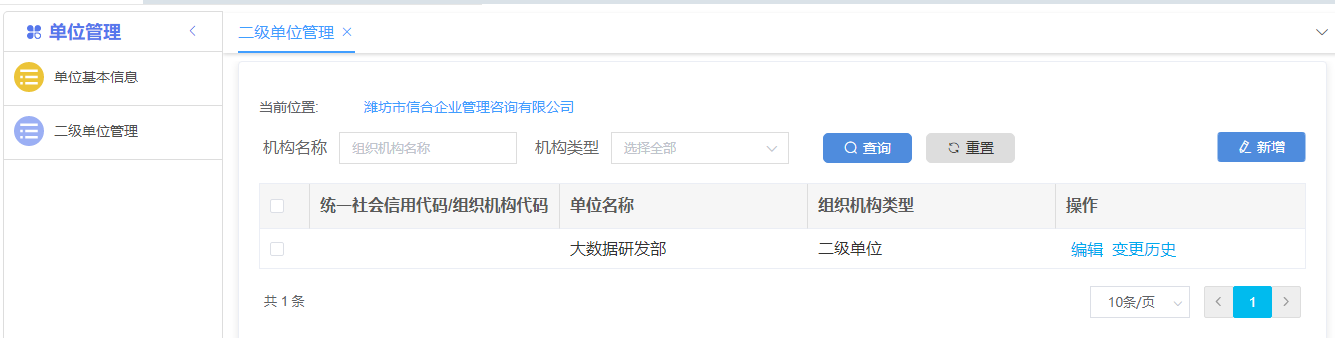 单位管理
二级单位管理
单位基本信息
二级单位管理
当前位置: 潍坊市信合企业管理咨询有限公司
机构名称 组织机构名称 机构类型 选择全部 查询 重置 新增
统一社会信用代码/组织机构代码 单位名称 组织机构类型 操作
大数据研发部 二级单位 编辑 变更历史
共 1 条 10条/页 1